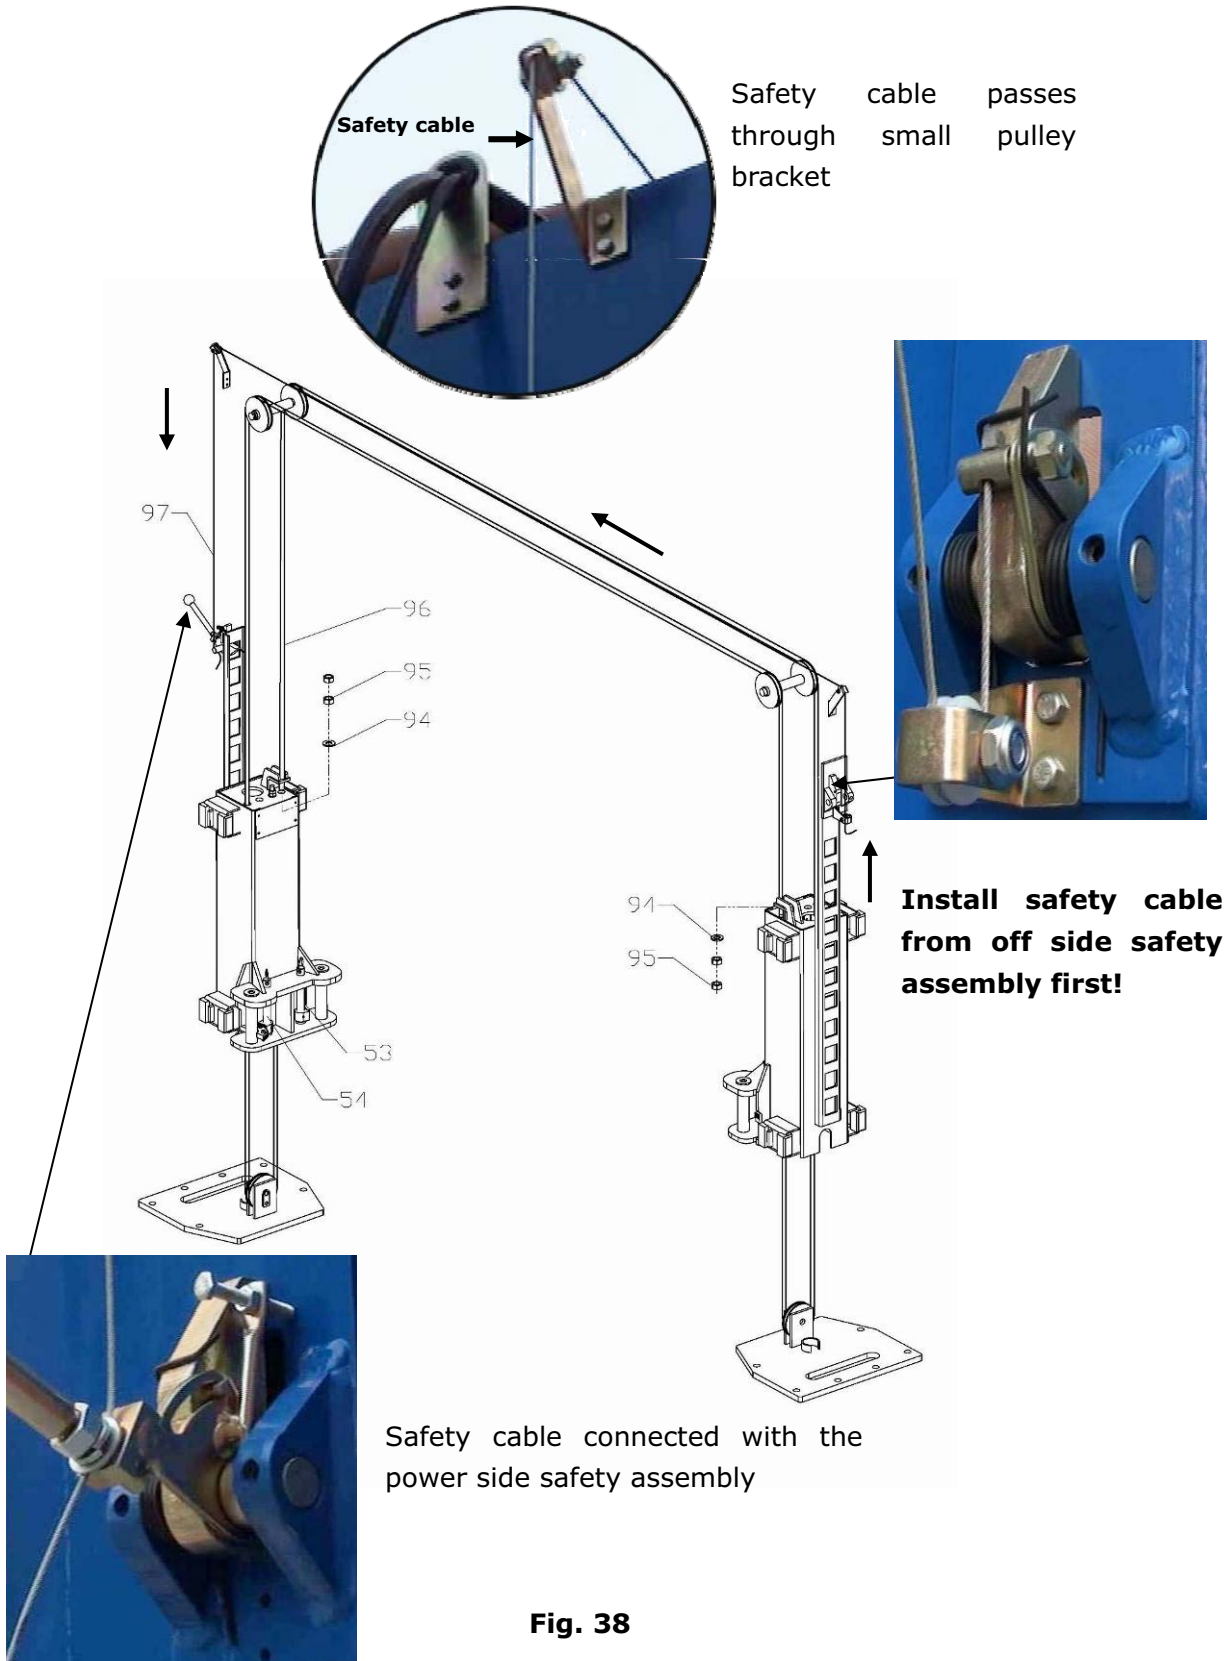 Safety cable passes
through small pulley
bracket
Safety cable
97
96
95
94
94
95
Install safety cable
from off side safety
assembly first!
53
54
Safety cable connected with the
power side safety assembly
Fig. 38